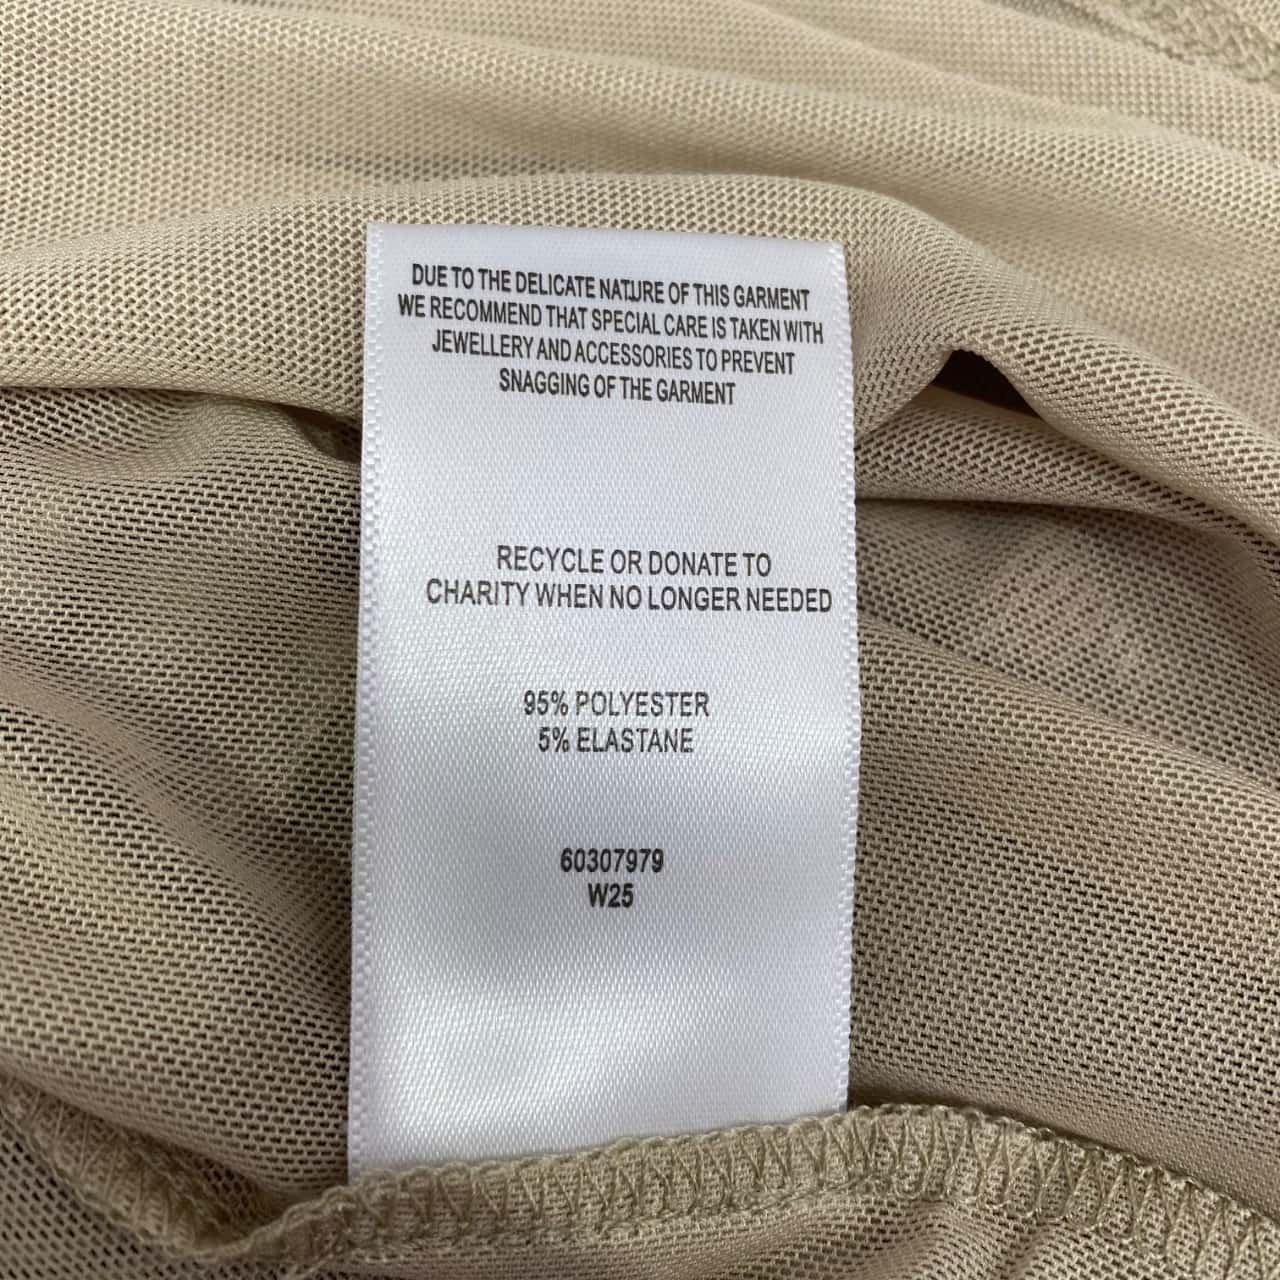 DUE TO THE DELICATE NATURE OF THIS GARMENT
WE RECOMMEND THAT SPECIAL CARE IS TAKEN WITH
JEWELLERY AND ACCESSORIES TO PREVENT
SNAGGING OF THE GARMENT
RECYCLE OR DONATE TO
CHARITY WHEN NO LONGER NEEDED
95% POLYESTER
5% ELASTANE
60307979
W25